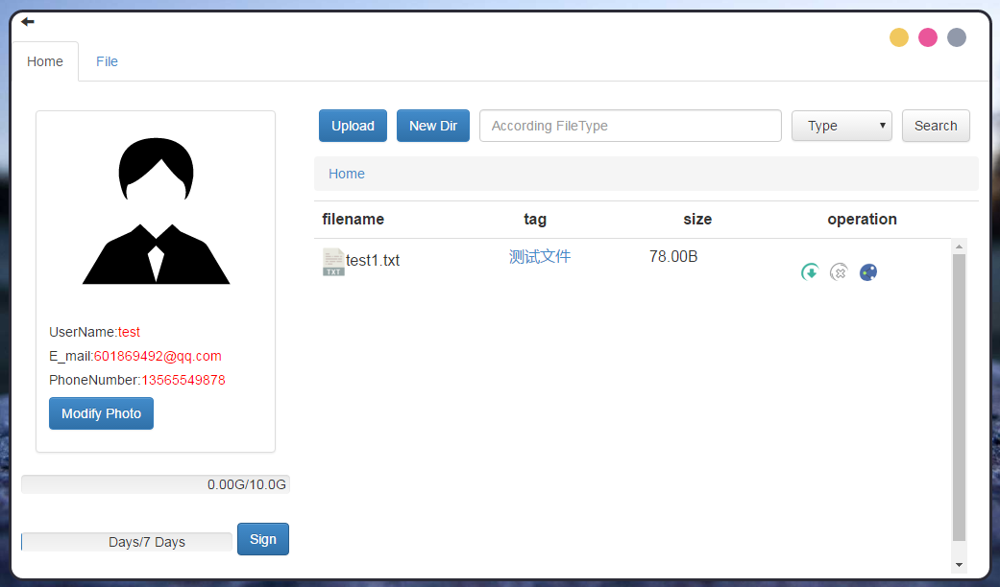 Home File
Upload New Dir According FileType Type Search
Home
filename tag size operation
TXT test1.txt 测试文件 78.00B
UserName:test
E_mail:601869492@qq.com
PhoneNumber:13565549878
Modify Photo
0.00G/10.0G
Days/7 Days Sign